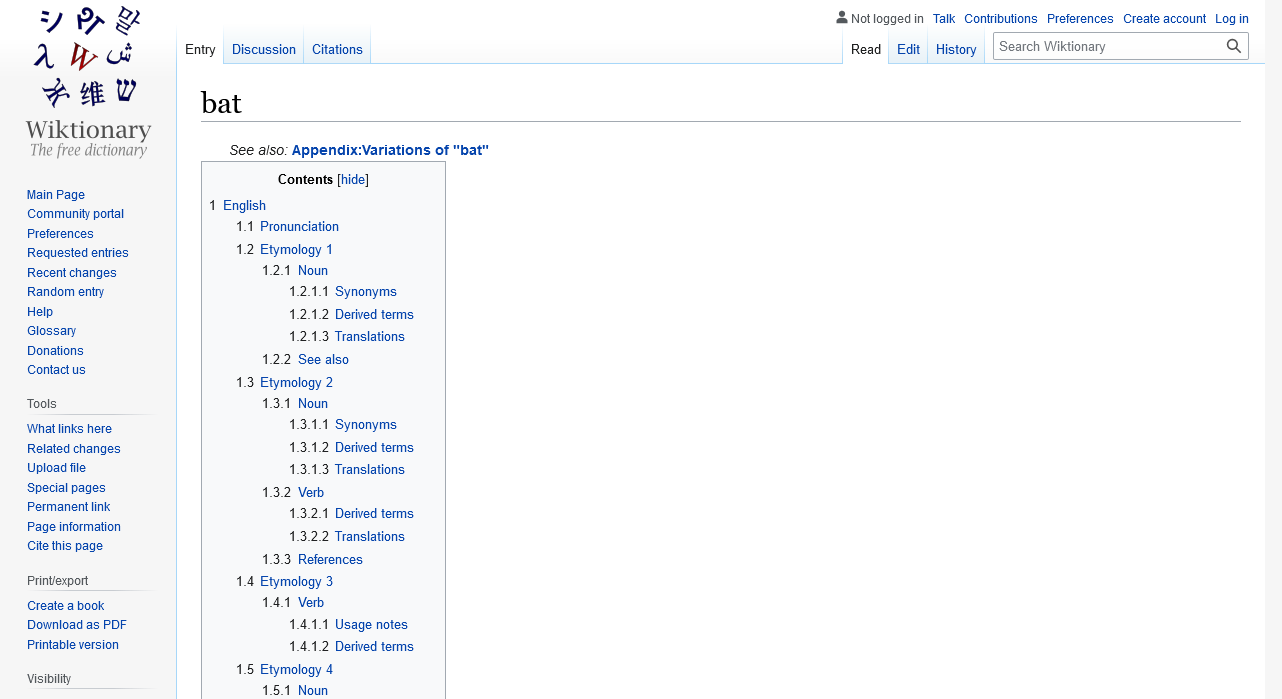 Not logged in Talk Contributions Preferences Create account Log in
Entry Discussion Citations Read Edit History Search Wiktionary
Wiktionary
The free dictionary
Main Page
Community portal
Preferences
Requested entries
Recent changes
Random entry
Help
Glossary
Donations
Contact us
Tools
What links here
Related changes
Upload file
Special pages
Permanent link
Page information
Cite this page
Print/export
Create a book
Download as PDF
Printable version
Visibility
bat
See also: Appendix:Variations of "bat"
Contents [hide]
1 English
1.1 Pronunciation
1.2 Etymology 1
1.2.1 Noun
1.2.1.1 Synonyms
1.2.1.2 Derived terms
1.2.1.3 Translations
1.2.2 See also
1.3 Etymology 2
1.3.1 Noun
1.3.1.1 Synonyms
1.3.1.2 Derived terms
1.3.1.3 Translations
1.3.2 Verb
1.3.2.1 Derived terms
1.3.2.2 Translations
1.3.3 References
1.4 Etymology 3
1.4.1 Verb
1.4.1.1 Usage notes
1.4.1.2 Derived terms
1.5 Etymology 4
1.5.1 Noun